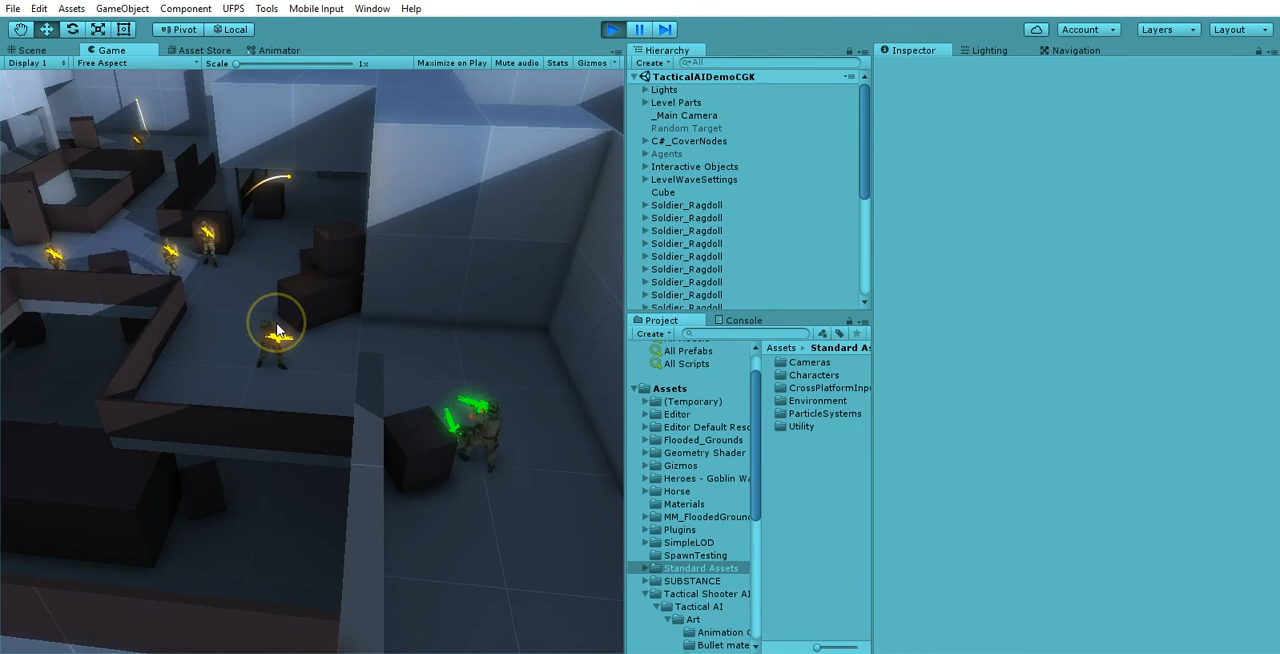 File Edit Assets GameObject Component UFPS Tools Mobile Input Window Help
Pivot Local Account Layers Layout
Scene Game Asset Store Animator Hierarchy Inspector Lighting Navigation
Display 1 Free Aspect Scale 1x Maximize on Play Mute audio Stats Gizmos Create All
TacticalAIDemoCGK
Lights
Level Parts
_Main Camera
Random Target
C#_CoverNodes
Agents
Interactive Objects
LevelWaveSettings
Cube
Soldier_Ragdoll
Soldier_Ragdoll
Soldier_Ragdoll
Soldier_Ragdoll
Soldier_Ragdoll
Soldier_Ragdoll
Soldier_Ragdoll
Soldier_Ragdoll
Soldier_Ragdoll
Project Console
Create
All Prefabs
All Scripts
Assets
(Temporary)
Editor
Editor Default Reso
Flooded_Grounds
Geometry Shader
Gizmos
Heroes - Goblin Wa
Horse
Materials
MM_FloodedGroun
Plugins
SimpleLOD
SpawnTesting
Standard Assets
SUBSTANCE
Tactical Shooter AI
Tactical AI
Art
Animation C
Bullet mate
Assets Standard As
Cameras
Characters
CrossPlatformInpu
Environment
ParticleSystems
Utility